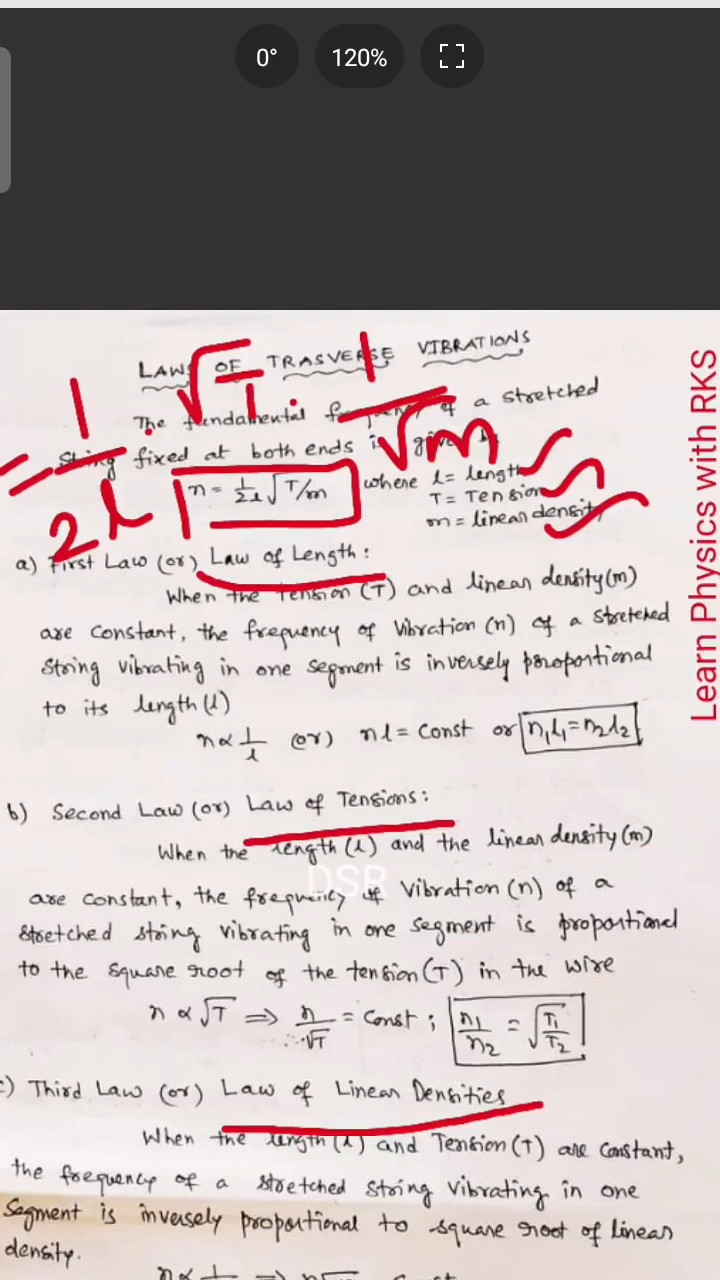 0° 120%
LAWS OF TRASVERSE VIBRATIONS
The fundamental frequency of a stretched
string fixed at both ends is given by
n = 1/2l √T/m where l = length
T = Tension
m = linear density
= 1/2l √T 1/√m
a) First Law (or) Law of Length :
When the Tension (T) and linear density (m)
are constant, the frequency of vibration (n) of a stretched
string vibrating in one segment is inversely proportional
to its length (l)
n ∝ 1/l (or) nl = Const or n₁l₁ = n₂l₂
b) Second Law (or) Law of Tensions :
When the length (l) and the linear density (m)
DSR
are constant, the frequency of vibration (n) of a
stretched string vibrating in one segment is proportional
to the square root of the tension (T) in the wire
n ∝ √T ⇒ n/√T = Const ; n₁/n₂ = √T₁/T₂
c) Third Law (or) Law of Linear Densities
When the length (l) and Tension (T) are constant,
the frequency of a stretched string vibrating in one
segment is inversely proportional to square root of linear
density.
Learn Physics with RKS